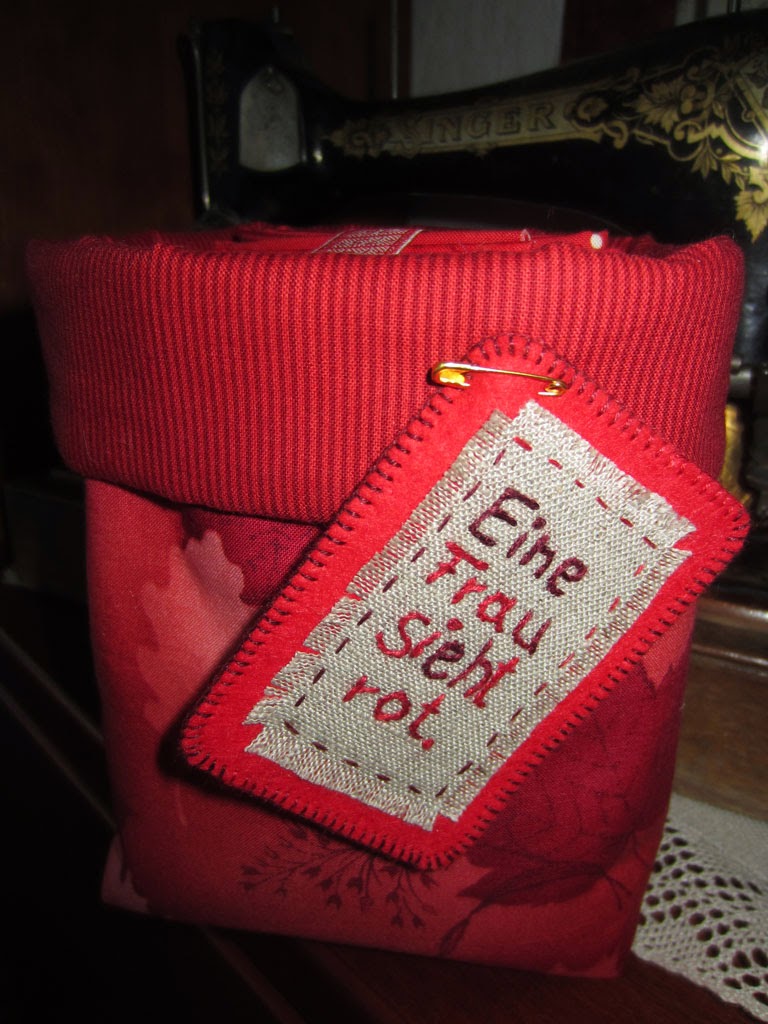 SINGER
Eine
Frau
sieht
rot.